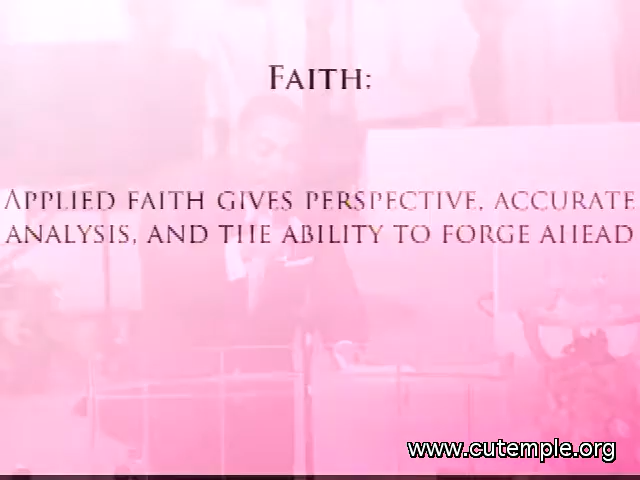 FAITH:
APPLIED FAITH GIVES PERSPECTIVE, ACCURATE
ANALYSIS, AND THE ABILITY TO FORGE AHEAD
www.cutemple.org